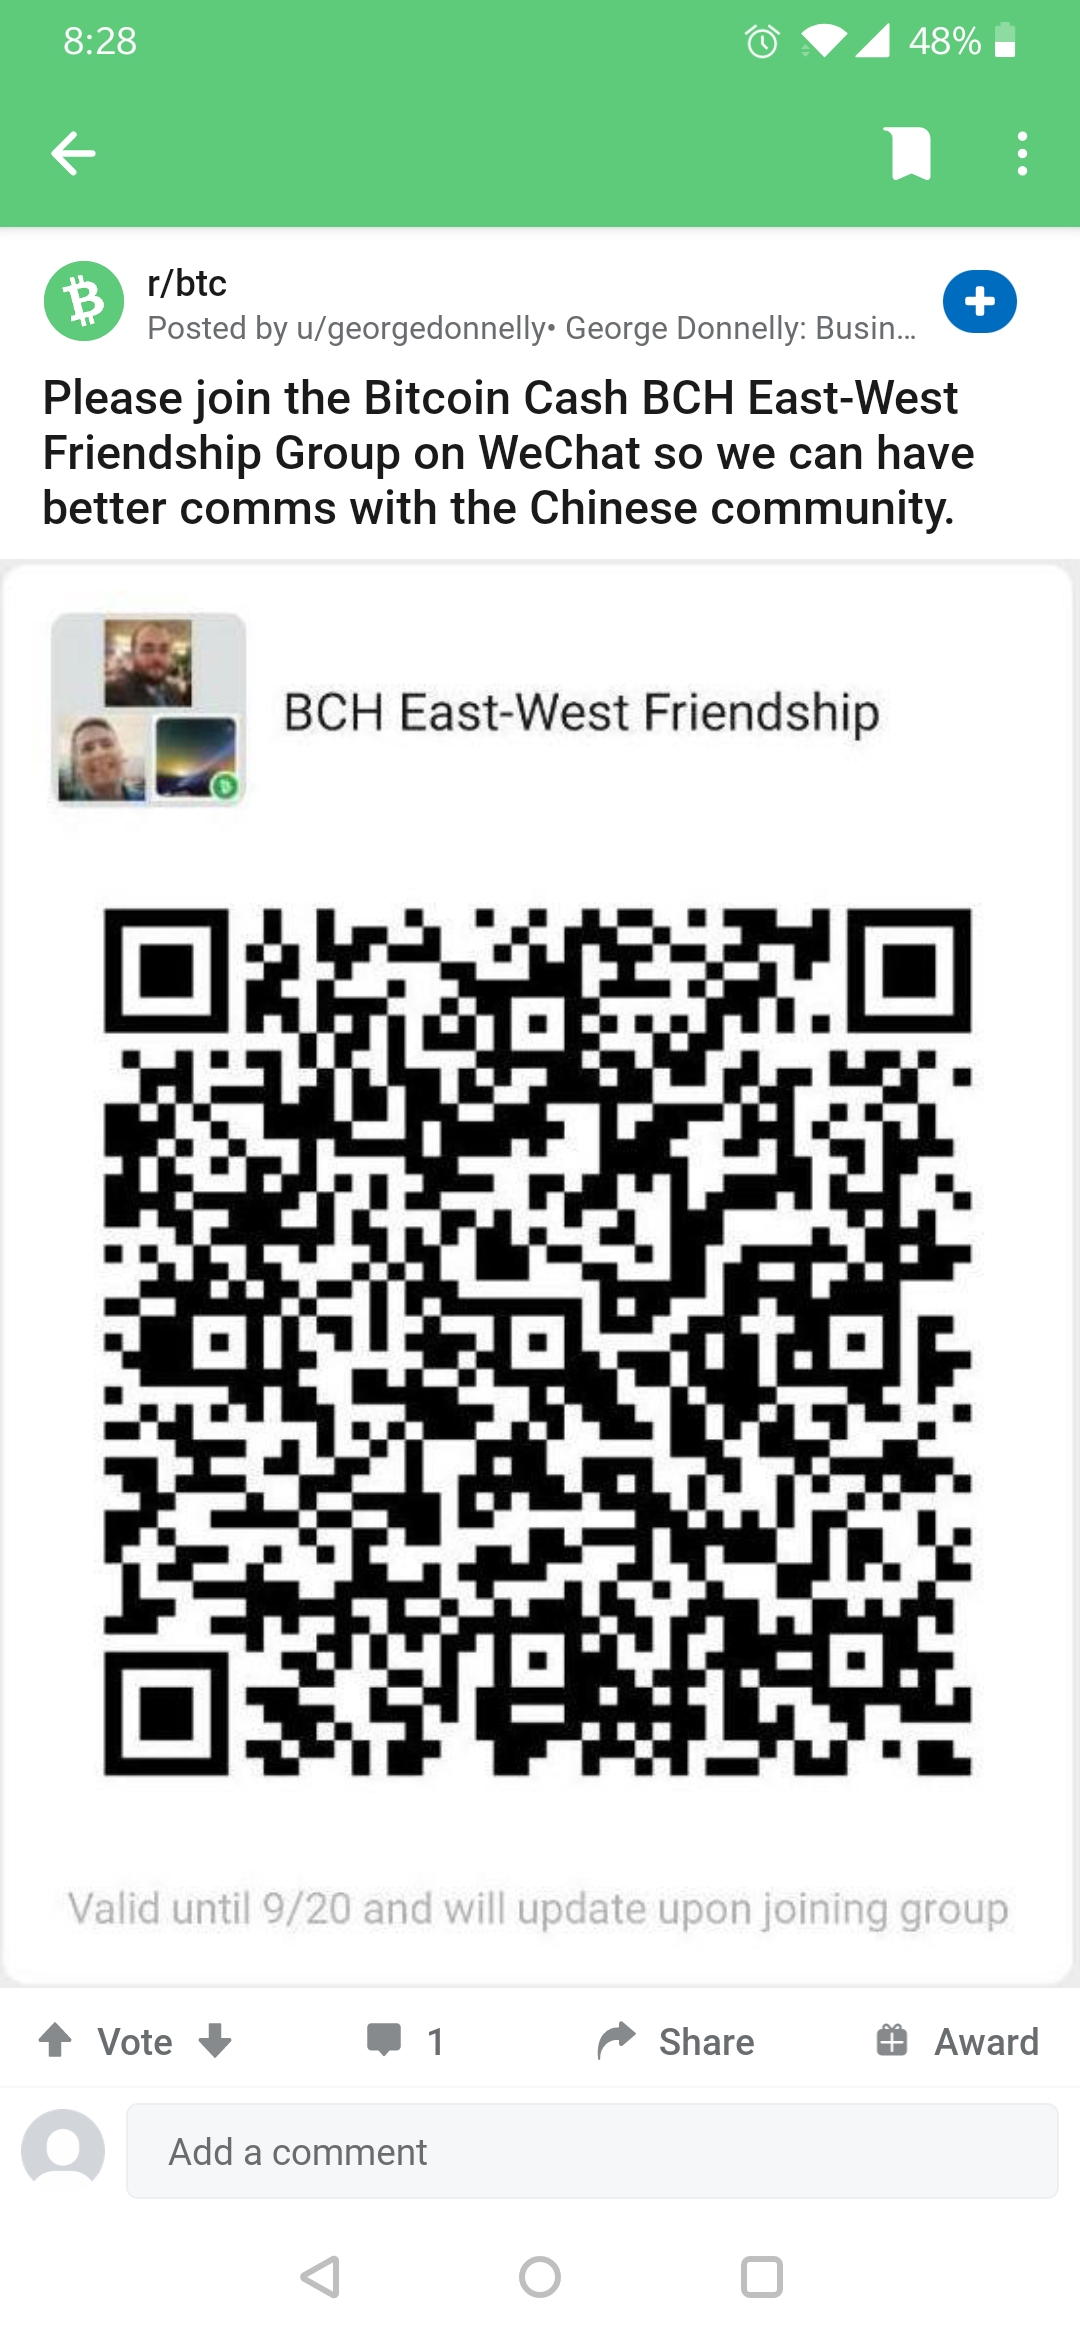 8:28
48%
r/btc
Posted by u/georgedonnelly• George Donnelly: Busin...
Please join the Bitcoin Cash BCH East-West
Friendship Group on WeChat so we can have
better comms with the Chinese community.
BCH East-West Friendship
Valid until 9/20 and will update upon joining group
Vote
1
Share
Award
Add a comment